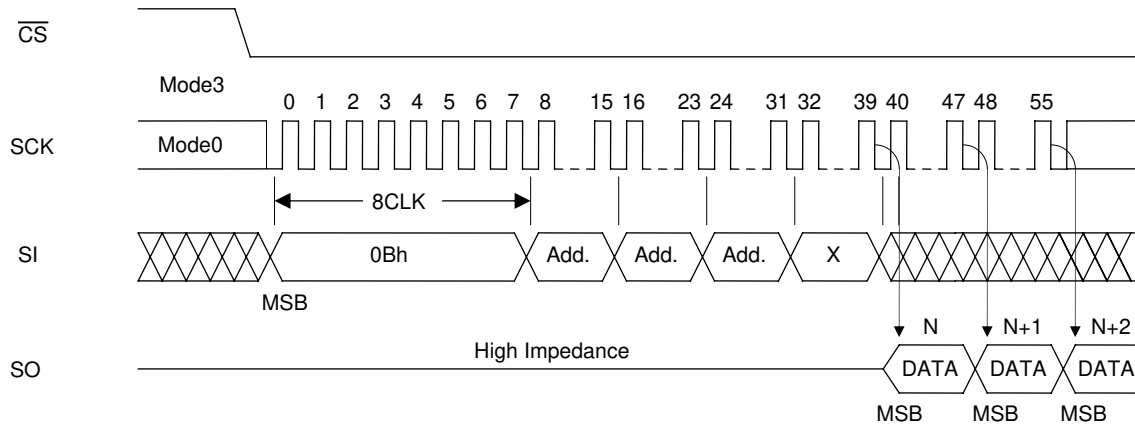 CS
Mode3
0 1 2 3 4 5 6 7 8 15 16 23 24 31 32 39 40 47 48 55
SCK
Mode0
8CLK
SI
0Bh
Add.
Add.
Add.
X
MSB
N
N+1
N+2
High Impedance
SO
DATA
DATA
DATA
MSB
MSB
MSB